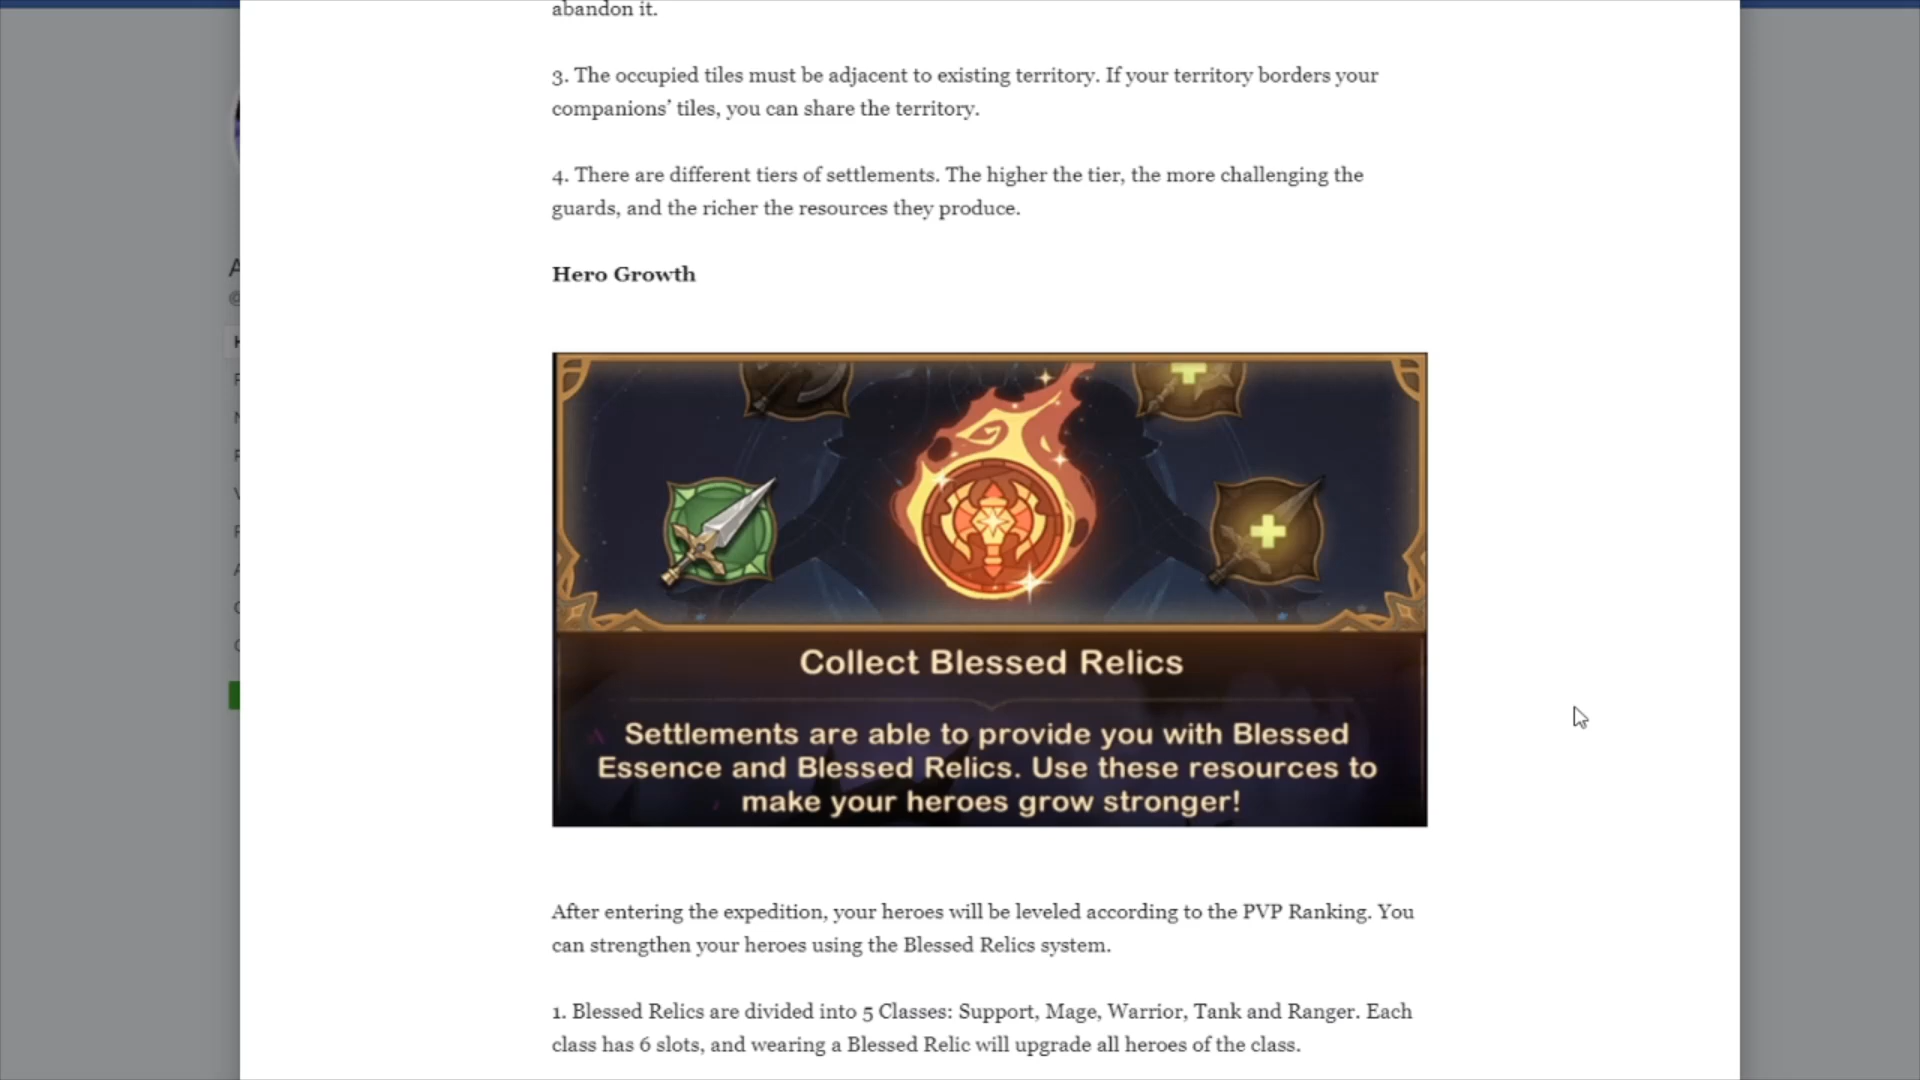 abandon it.
3. The occupied tiles must be adjacent to existing territory. If your territory borders your
companions’ tiles, you can share the territory.
4. There are different tiers of settlements. The higher the tier, the more challenging the
guards, and the richer the resources they produce.
Hero Growth
Collect Blessed Relics
Settlements are able to provide you with Blessed
Essence and Blessed Relics. Use these resources to
make your heroes grow stronger!
After entering the expedition, your heroes will be leveled according to the PVP Ranking. You
can strengthen your heroes using the Blessed Relics system.
1. Blessed Relics are divided into 5 Classes: Support, Mage, Warrior, Tank and Ranger. Each
class has 6 slots, and wearing a Blessed Relic will upgrade all heroes of the class.